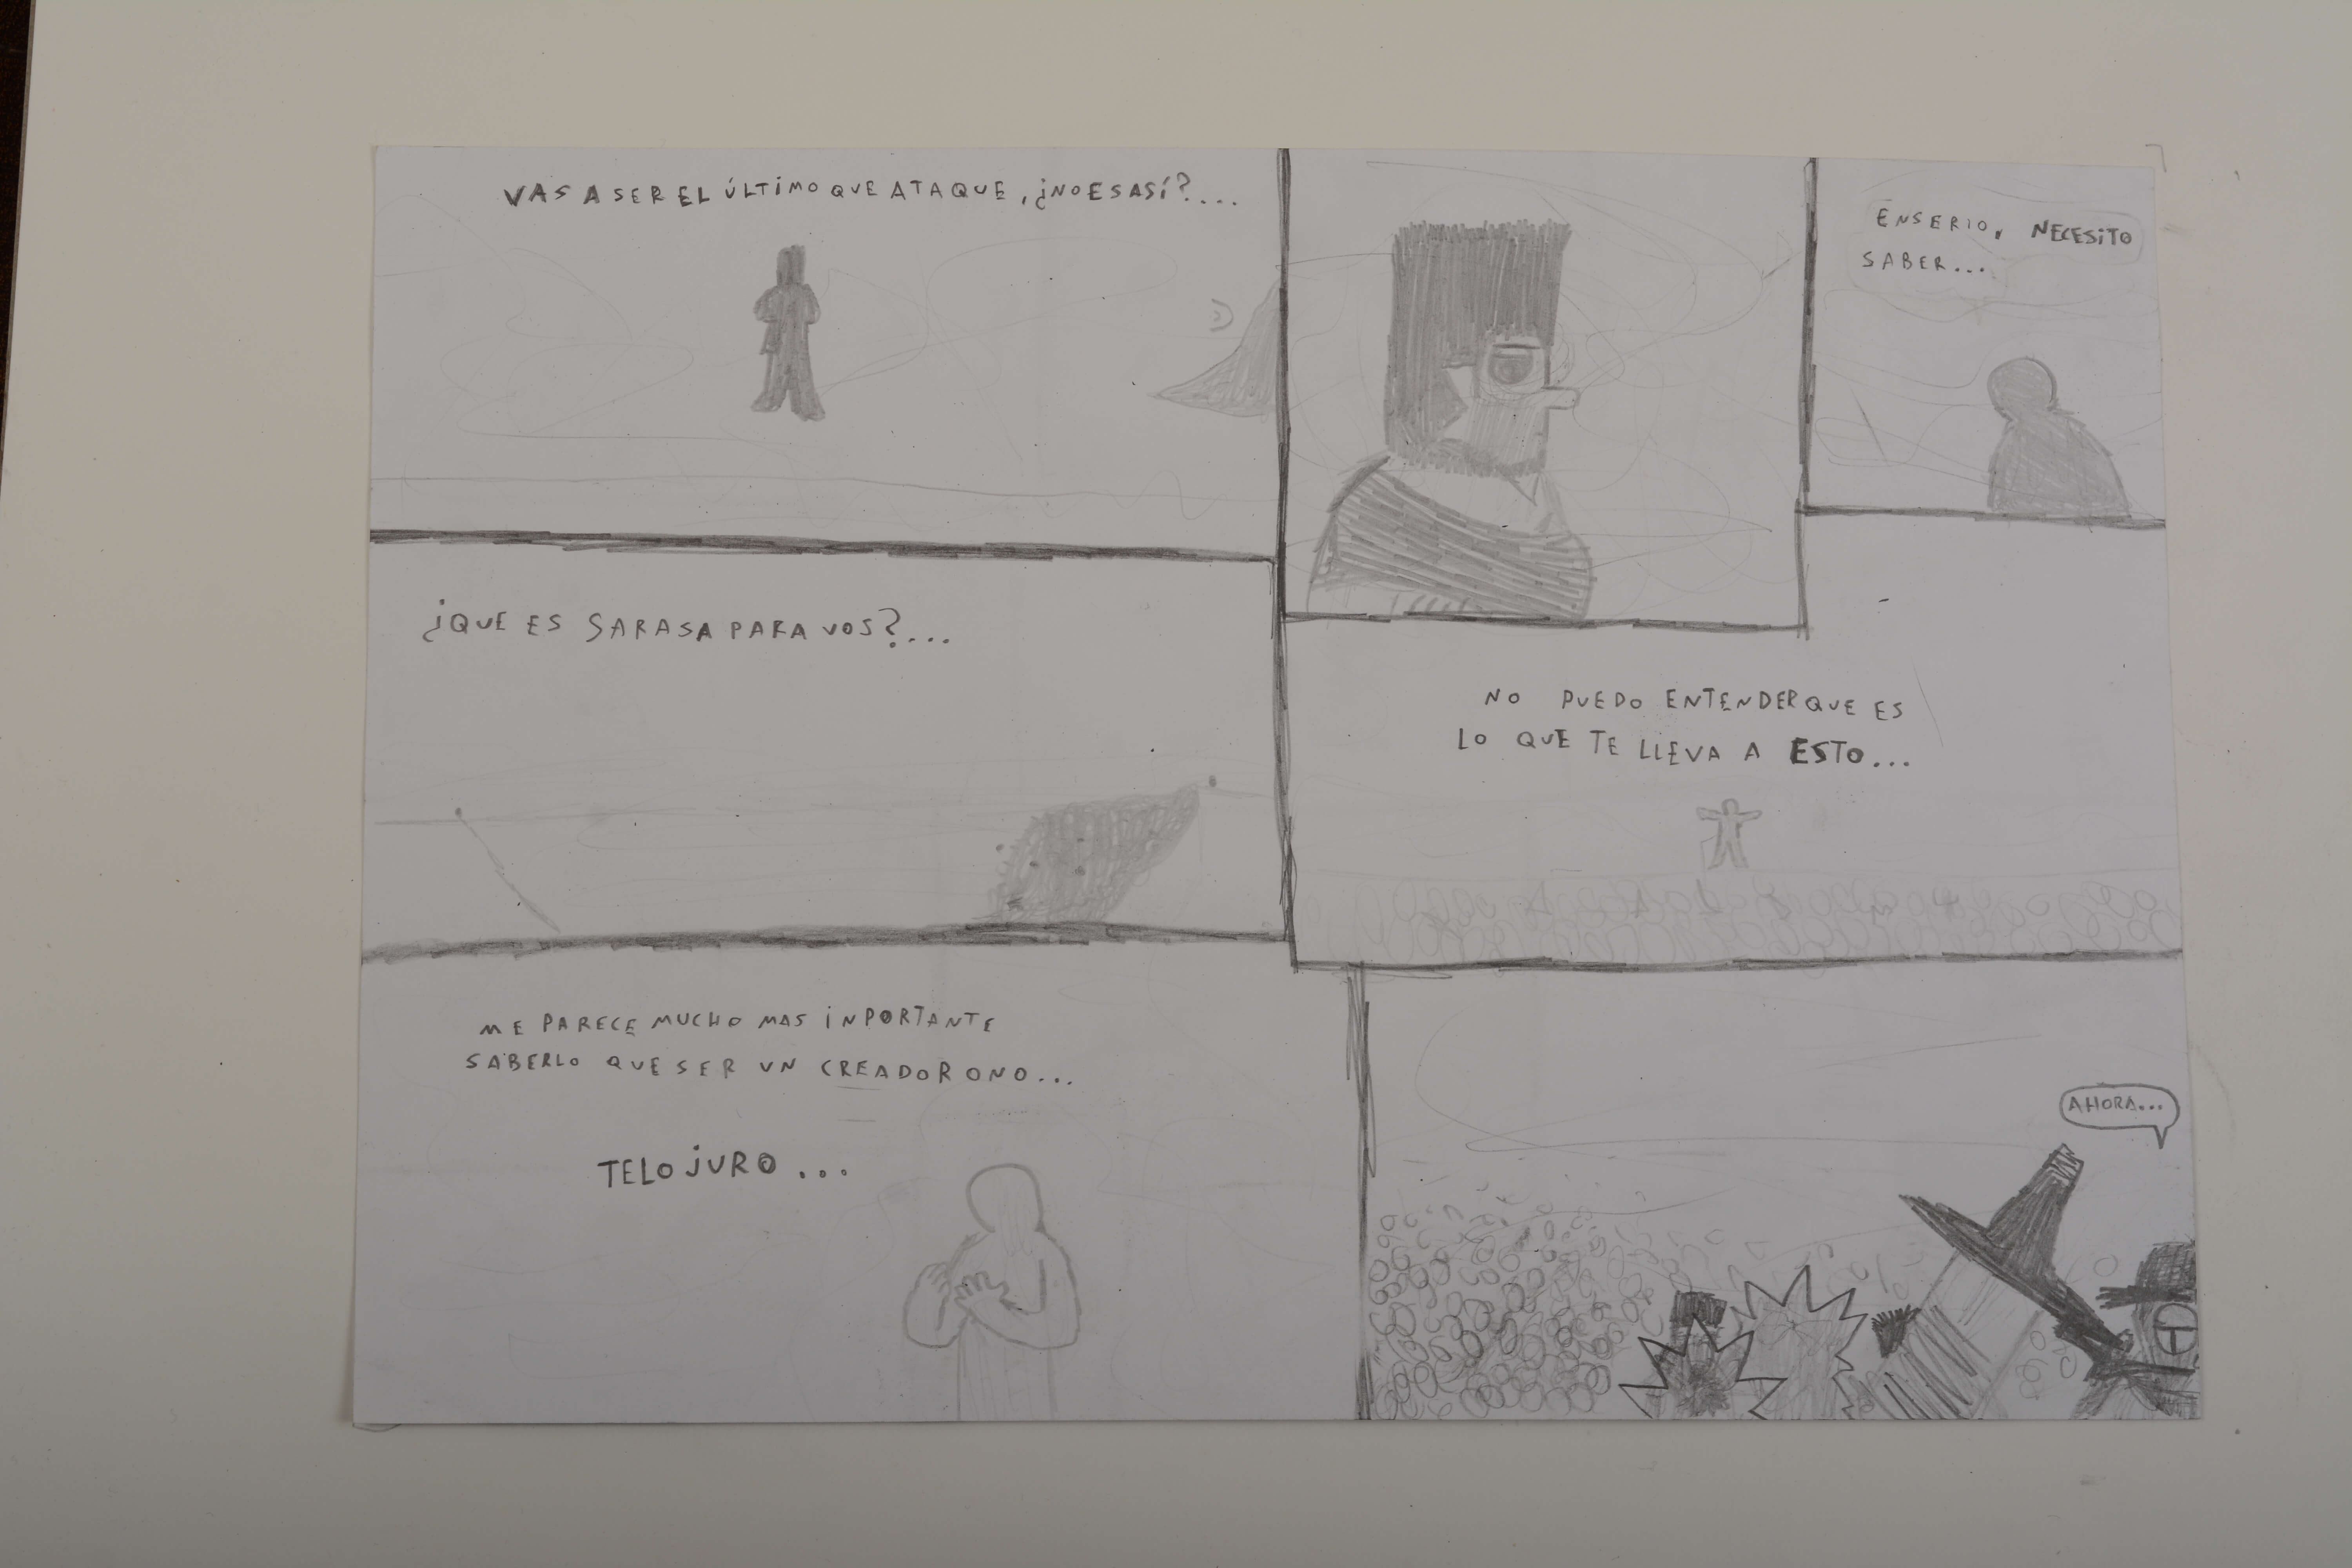 VAS A SER EL ÚLTIMO QUE ATAQUE, ¿NO ES ASÍ?....
ENSERIO, NECESITO
SABER...
¿QUE ES SARASA PARA VOS?...
NO PUEDO ENTENDER QUE ES
LO QUE TE LLEVA A ESTO...
ME PARECE MUCHO MAS INPORTANTE
SABERLO QUE SER UN CREADOR O NO...
TE LO JURO...
AHORA...